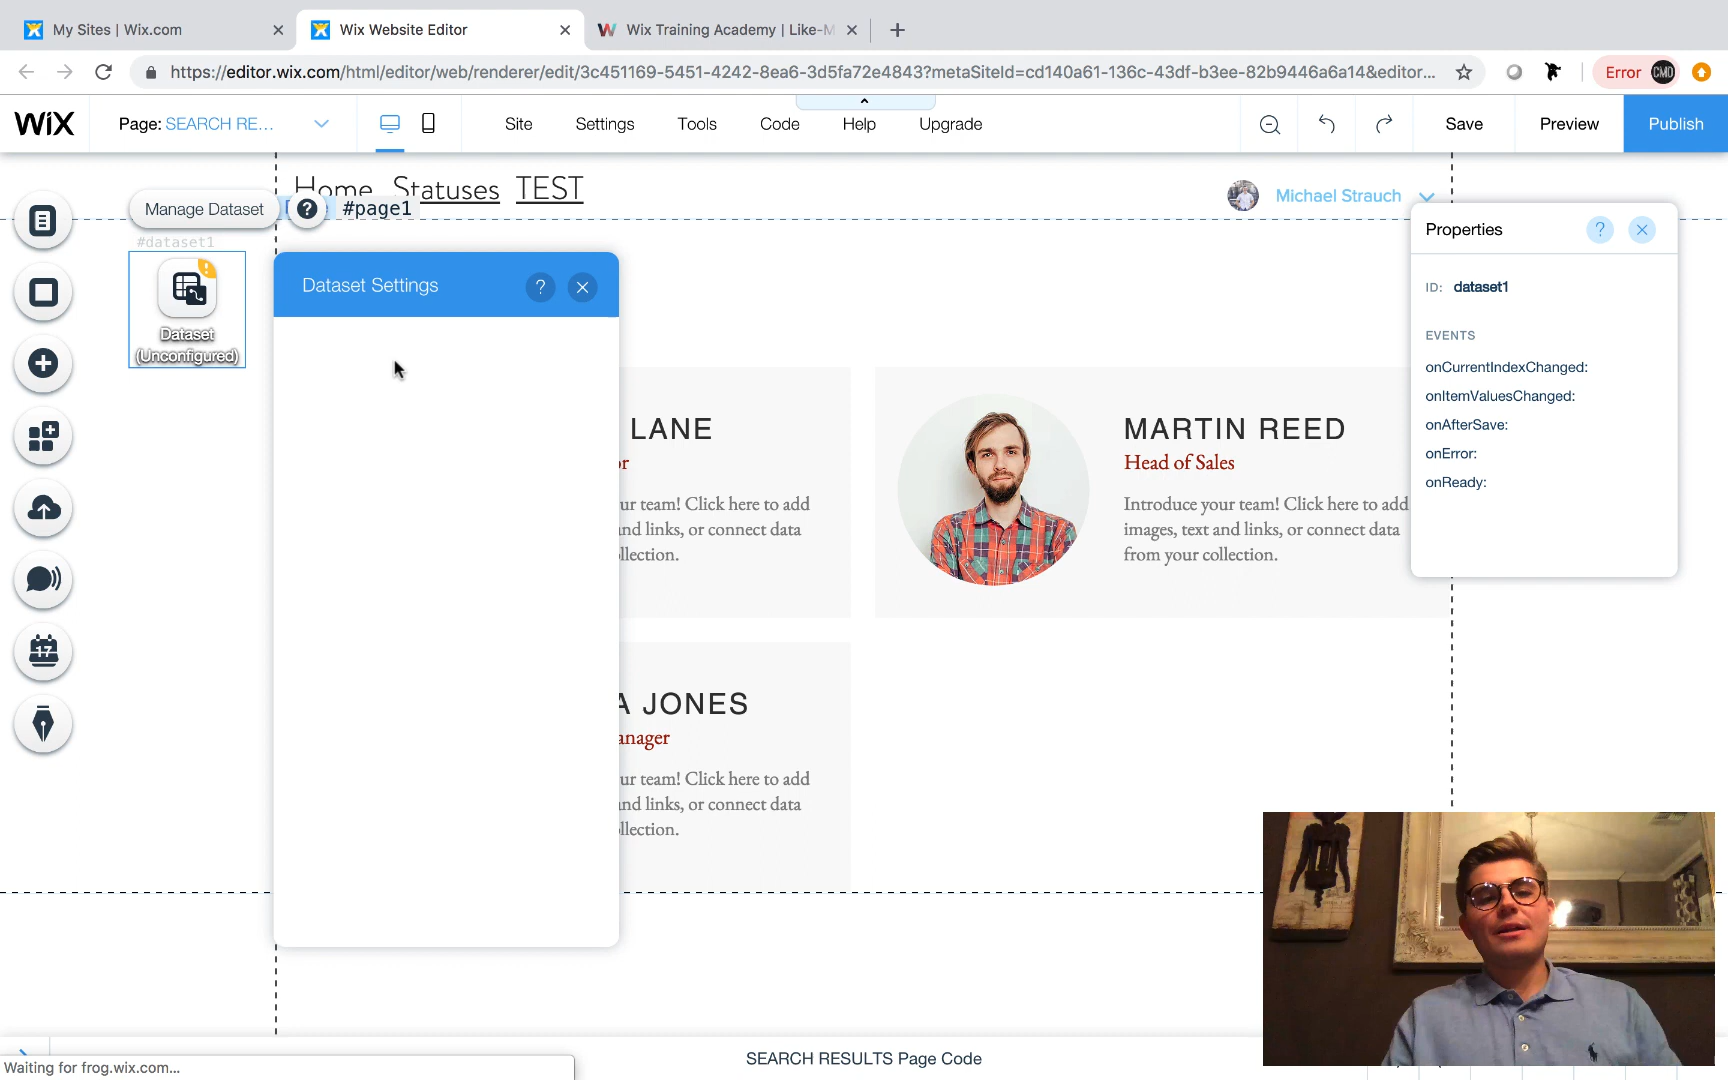 My Sites | Wix.com
Wix Website Editor
Wix Training Academy | Like-M
https://editor.wix.com/html/editor/web/renderer/edit/3c451169-5451-4242-8ea6-3d5fa72e4843?metaSiteId=cd140a61-136c-43df-b3ee-82b9446a6a14&editor...
Error
CMD
WiX
Page: SEARCH RE...
Site
Settings
Tools
Code
Help
Upgrade
Save
Preview
Publish
Home
Statuses
TEST
Michael Strauch
Manage Dataset
?
#page1
#dataset1
Dataset
(Unconfigured)
Dataset Settings
?
Properties
?
ID: dataset1
EVENTS
onCurrentIndexChanged:
onItemValuesChanged:
onAfterSave:
onError:
onReady:
LANE
or
ur team! Click here to add
and links, or connect data
llection.
MARTIN REED
Head of Sales
Introduce your team! Click here to add
images, text and links, or connect data
from your collection.
17
A JONES
anager
ur team! Click here to add
and links, or connect data
llection.
SEARCH RESULTS Page Code
Waiting for frog.wix.com...